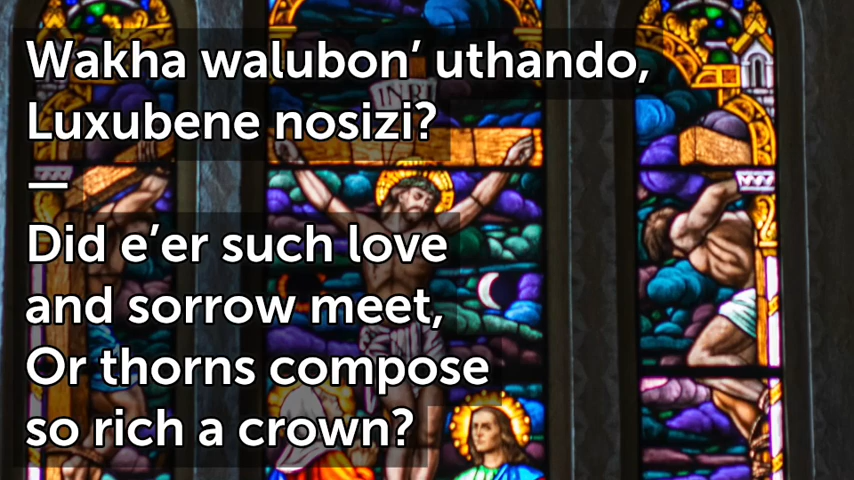 Wakha walubon’ uthando,
Luxubene nosizi?
—
Did e’er such love
and sorrow meet,
Or thorns compose
so rich a crown?
INRI